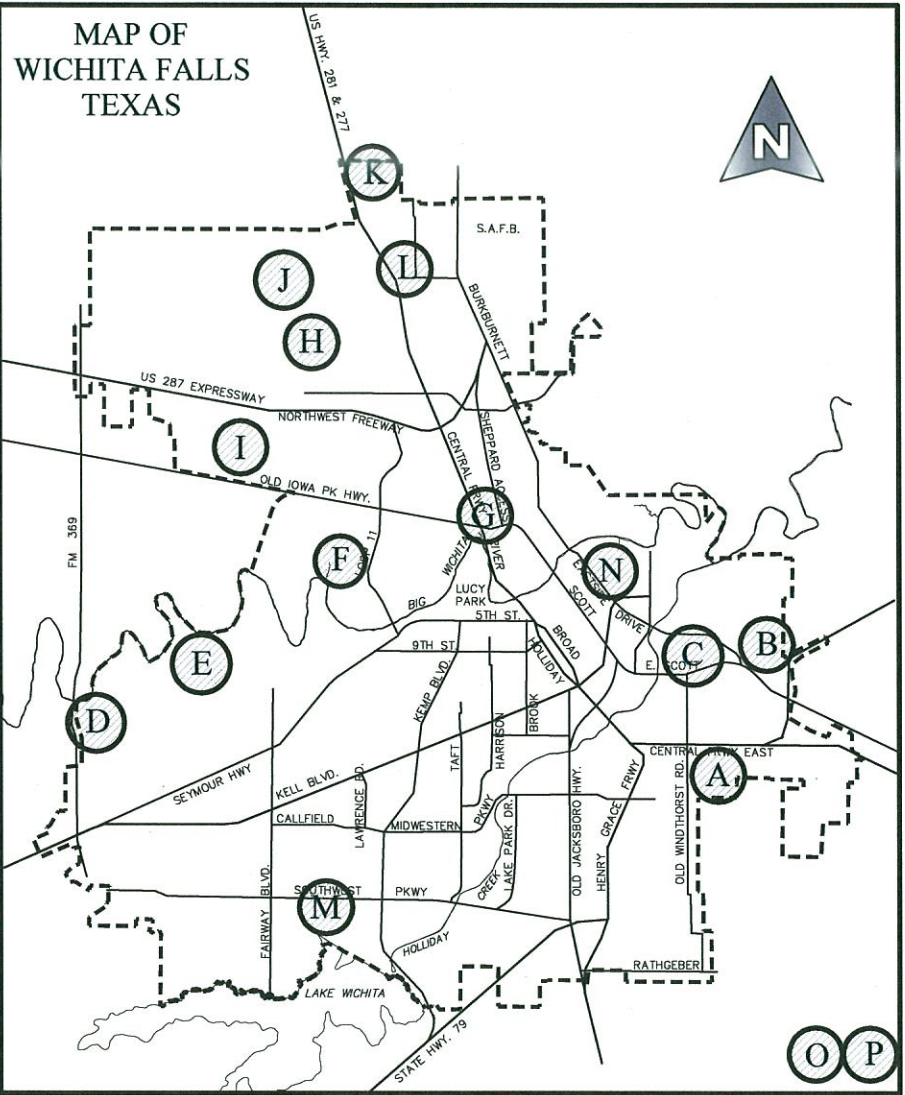 MAP OF
WICHITA FALLS
TEXAS
US HWY. 281 & 277
N
K
S.A.F.B.
J
L
H
BURKBURNETT
US 287 EXPRESSWAY
NORTHWEST FREEWAY
I
CENTRAL FRWY
SHEPPARD ACCESS
OLD IOWA PK HWY.
G
FM 369
F
LOOP 11
WICHITA
RIVER
N
EASTSIDE
DRIVE
SCOTT
BIG
LUCY
PARK
5TH ST.
BROAD
9TH ST.
HOLLIDAY
E
C
B
E. SCOTT
KEMP BLVD.
D
HARRISON
BROOK
TAFT
CENTRAL FRWY EAST
SEYMOUR HWY
KELL BLVD.
A
LAWRENCE RD.
CALLFIELD
MIDWESTERN
PKWY
LAKE PARK DR.
OLD JACKSBORO HWY.
HENRY
GRACE FRWY
OLD WINDTHORST RD.
SOUTHWEST
PKWY
CREEK
M
FAIRWAY BLVD.
HOLLIDAY
RATHGEBER
LAKE WICHITA
STATE HWY. 79
O
P